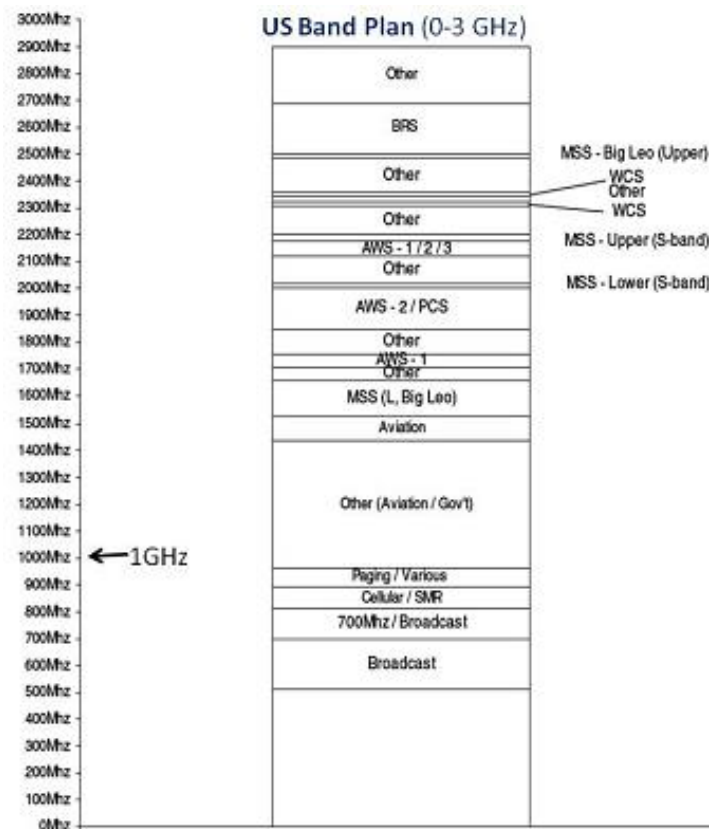 US Band Plan (0-3 GHz)
3000Mhz
2900Mhz
2800Mhz
2700Mhz
2600Mhz
2500Mhz
2400Mhz
2300Mhz
2200Mhz
2100Mhz
2000Mhz
1900Mhz
1800Mhz
1700Mhz
1600Mhz
1500Mhz
1400Mhz
1300Mhz
1200Mhz
1100Mhz
1000Mhz
900Mhz
800Mhz
700Mhz
600Mhz
500Mhz
400Mhz
300Mhz
200Mhz
100Mhz
0Mhz
1GHz
Other
BRS
Other
Other
AWS - 1 / 2 / 3
Other
AWS - 2 / PCS
Other
AWS - 1
Other
MSS (L, Big Leo)
Aviation
Other (Aviation / Gov't)
Paging / Various
Cellular / SMR
700Mhz / Broadcast
Broadcast
MSS - Big Leo (Upper)
WCS
Other
WCS
MSS - Upper (S-band)
MSS - Lower (S-band)